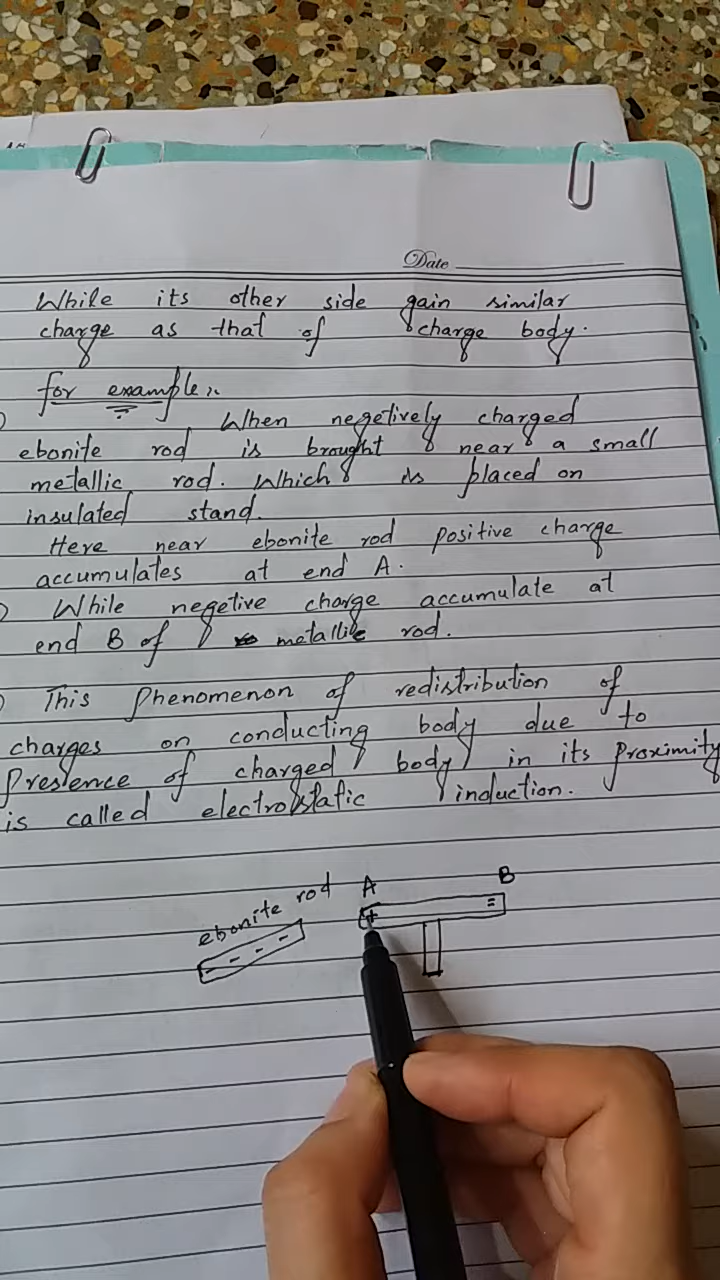 Date
While its other side gain similar
charge as that of charge body.
for example:
When negetively charged
ebonite rod is brought near a small
metallic rod. Which is placed on
insulated stand.
Here near ebonite rod positive charge
accumulates at end A.
While negetive charge accumulate at
end B of metallic rod.
This Phenomenon of redistribution of
charges on conducting body due to
Presence of charged body in its proximity
is called electrostatic induction.
ebonite rod A B
- - - - + =